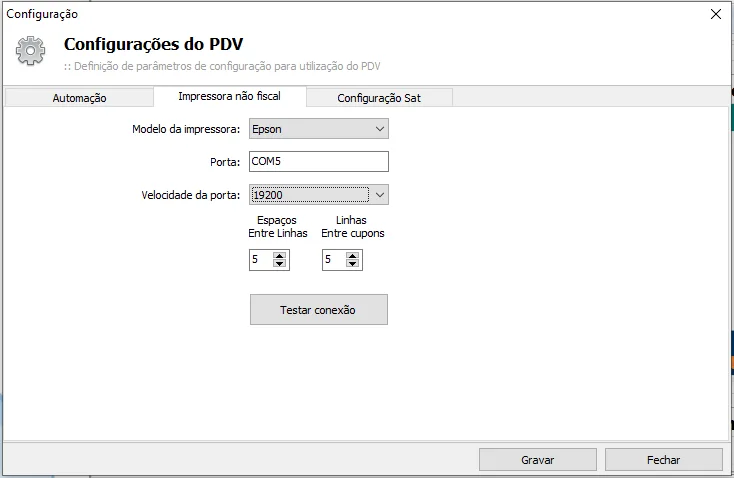 Configuração
Configurações do PDV
:: Definição de parâmetros de configuração para utilização do PDV
Automação
Impressora não fiscal
Configuração Sat
Modelo da impressora: Epson
Porta: COM5
Velocidade da porta: 19200
Espaços Entre Linhas
Linhas Entre cupons
5
5
Testar conexão
Gravar
Fechar